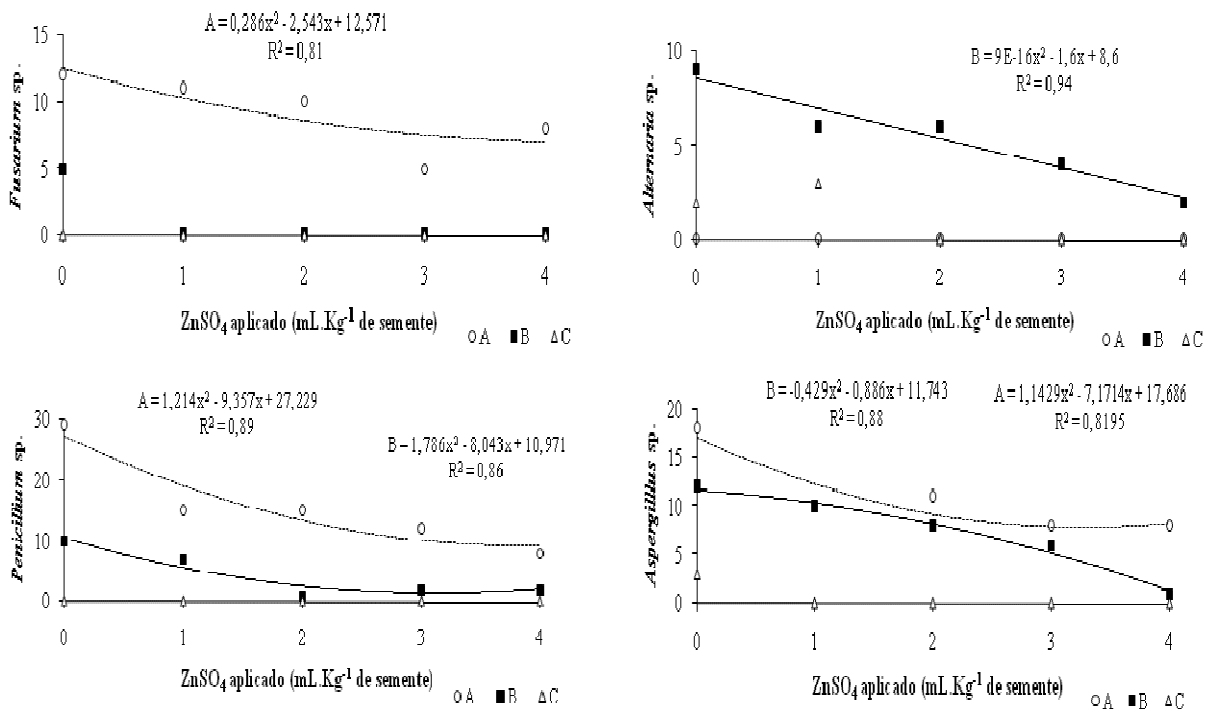 A = 0,286x² - 2,543x + 12,571
R² = 0,81
Fusarium sp.
15
10
5
0
0 1 2 3 4
ZnSO₄ aplicado (mL.Kg⁻¹ de semente)
A B C
B = 9E-16x² - 1,6x + 8,6
R² = 0,94
Alternaria sp.
10
5
0
0 1 2 3 4
ZnSO₄ aplicado (mL.Kg⁻¹ de semente)
A B C
A = 1,214x² - 9,357x + 27,229
R² = 0,89
B = 1,786x² - 8,043x + 10,971
R² = 0,86
Penicillium sp.
30
20
10
0
0 1 2 3 4
ZnSO₄ aplicado (mL.Kg⁻¹ de semente)
A B C
B = -0,429x² - 0,886x + 11,743
R² = 0,88
A = 1,1429x² - 7,1714x + 17,686
R² = 0,8195
Aspergilllus sp.
20
15
10
5
0
0 1 2 3 4
ZnSO₄ aplicado (mL.Kg⁻¹ de semente)
A B C